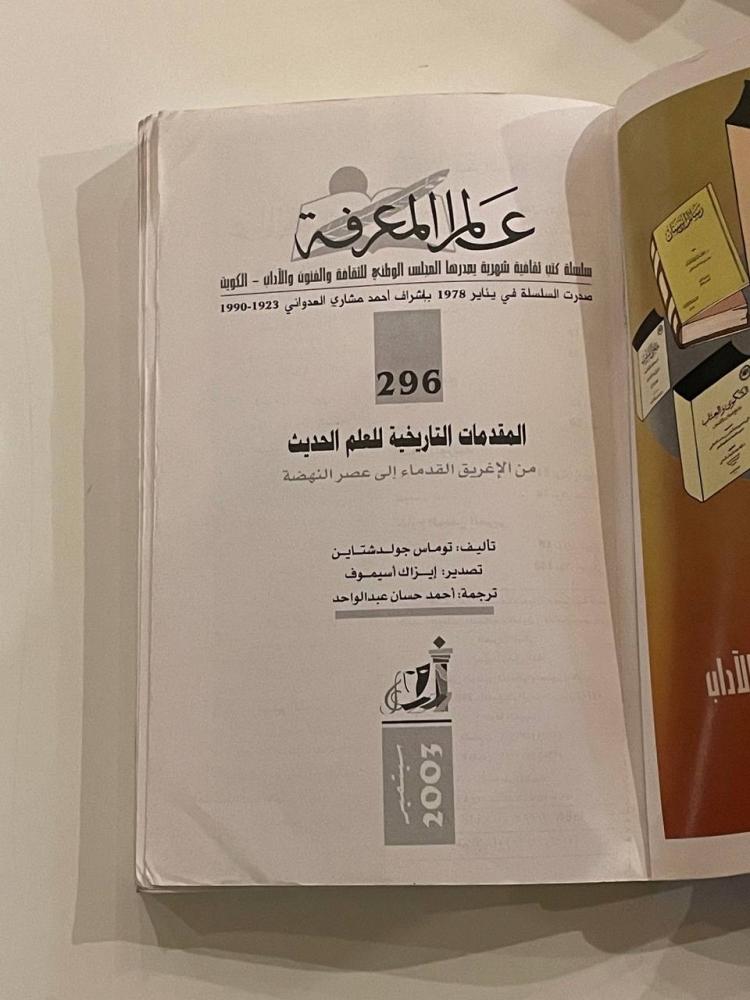 عالم المعرفة
سلسلة كتب ثقافية شهرية يصدرها المجلس الوطني للثقافة والفنون والآداب - الكويت
صدرت السلسلة في يناير 1978 بإشراف أحمد مشاري العدواني 1923-1990
296
المقدمات التاريخية للعلم الحديث
من الإغريق القدماء إلى عصر النهضة
تأليف: توماس جولدشتاين
تصدير: إيزاك أسيموف
ترجمة: أحمد حسان عبدالواحد
سبتمبر
2003